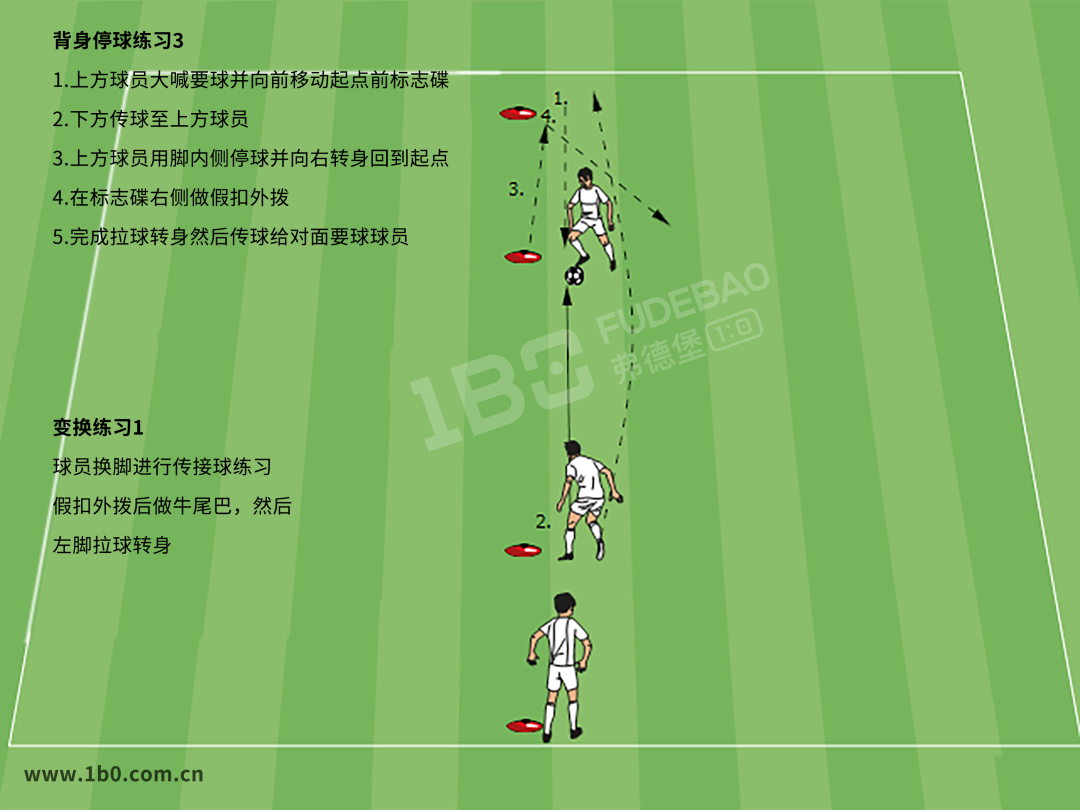 背身停球练习3
1.上方球员大喊要球并向前移动起点前标志碟
2.下方传球至上方球员
3.上方球员用脚内侧停球并向右转身回到起点
4.在标志碟右侧做假扣外拨
5.完成拉球转身然后传球给对面要球球员
1.
4.
3.
1B0 FUDEBAO
弗德堡 1:0
变换练习1
球员换脚进行传接球练习
假扣外拨后做牛尾巴，然后
左脚拉球转身
2.
www.1b0.com.cn